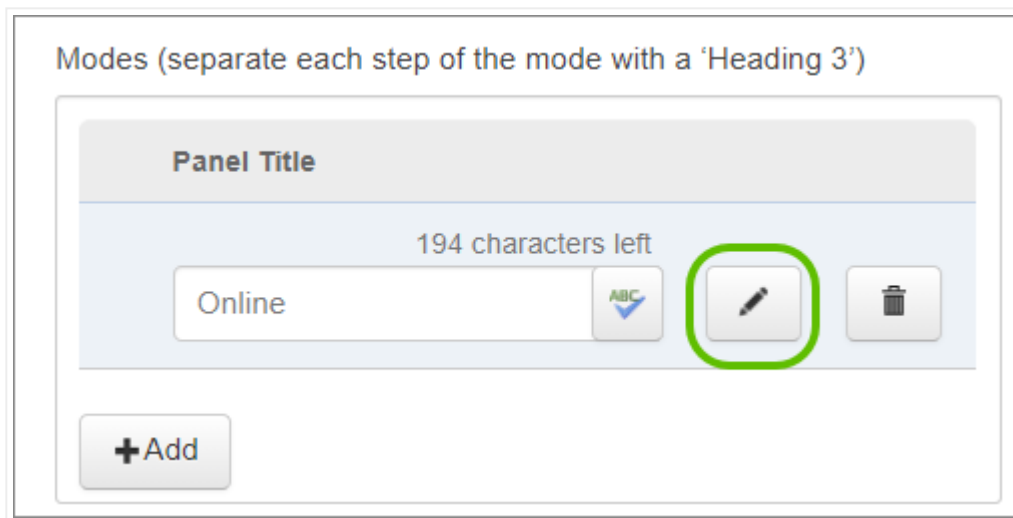 Modes (separate each step of the mode with a ‘Heading 3’)
Panel Title
194 characters left
Online
ABC
Add